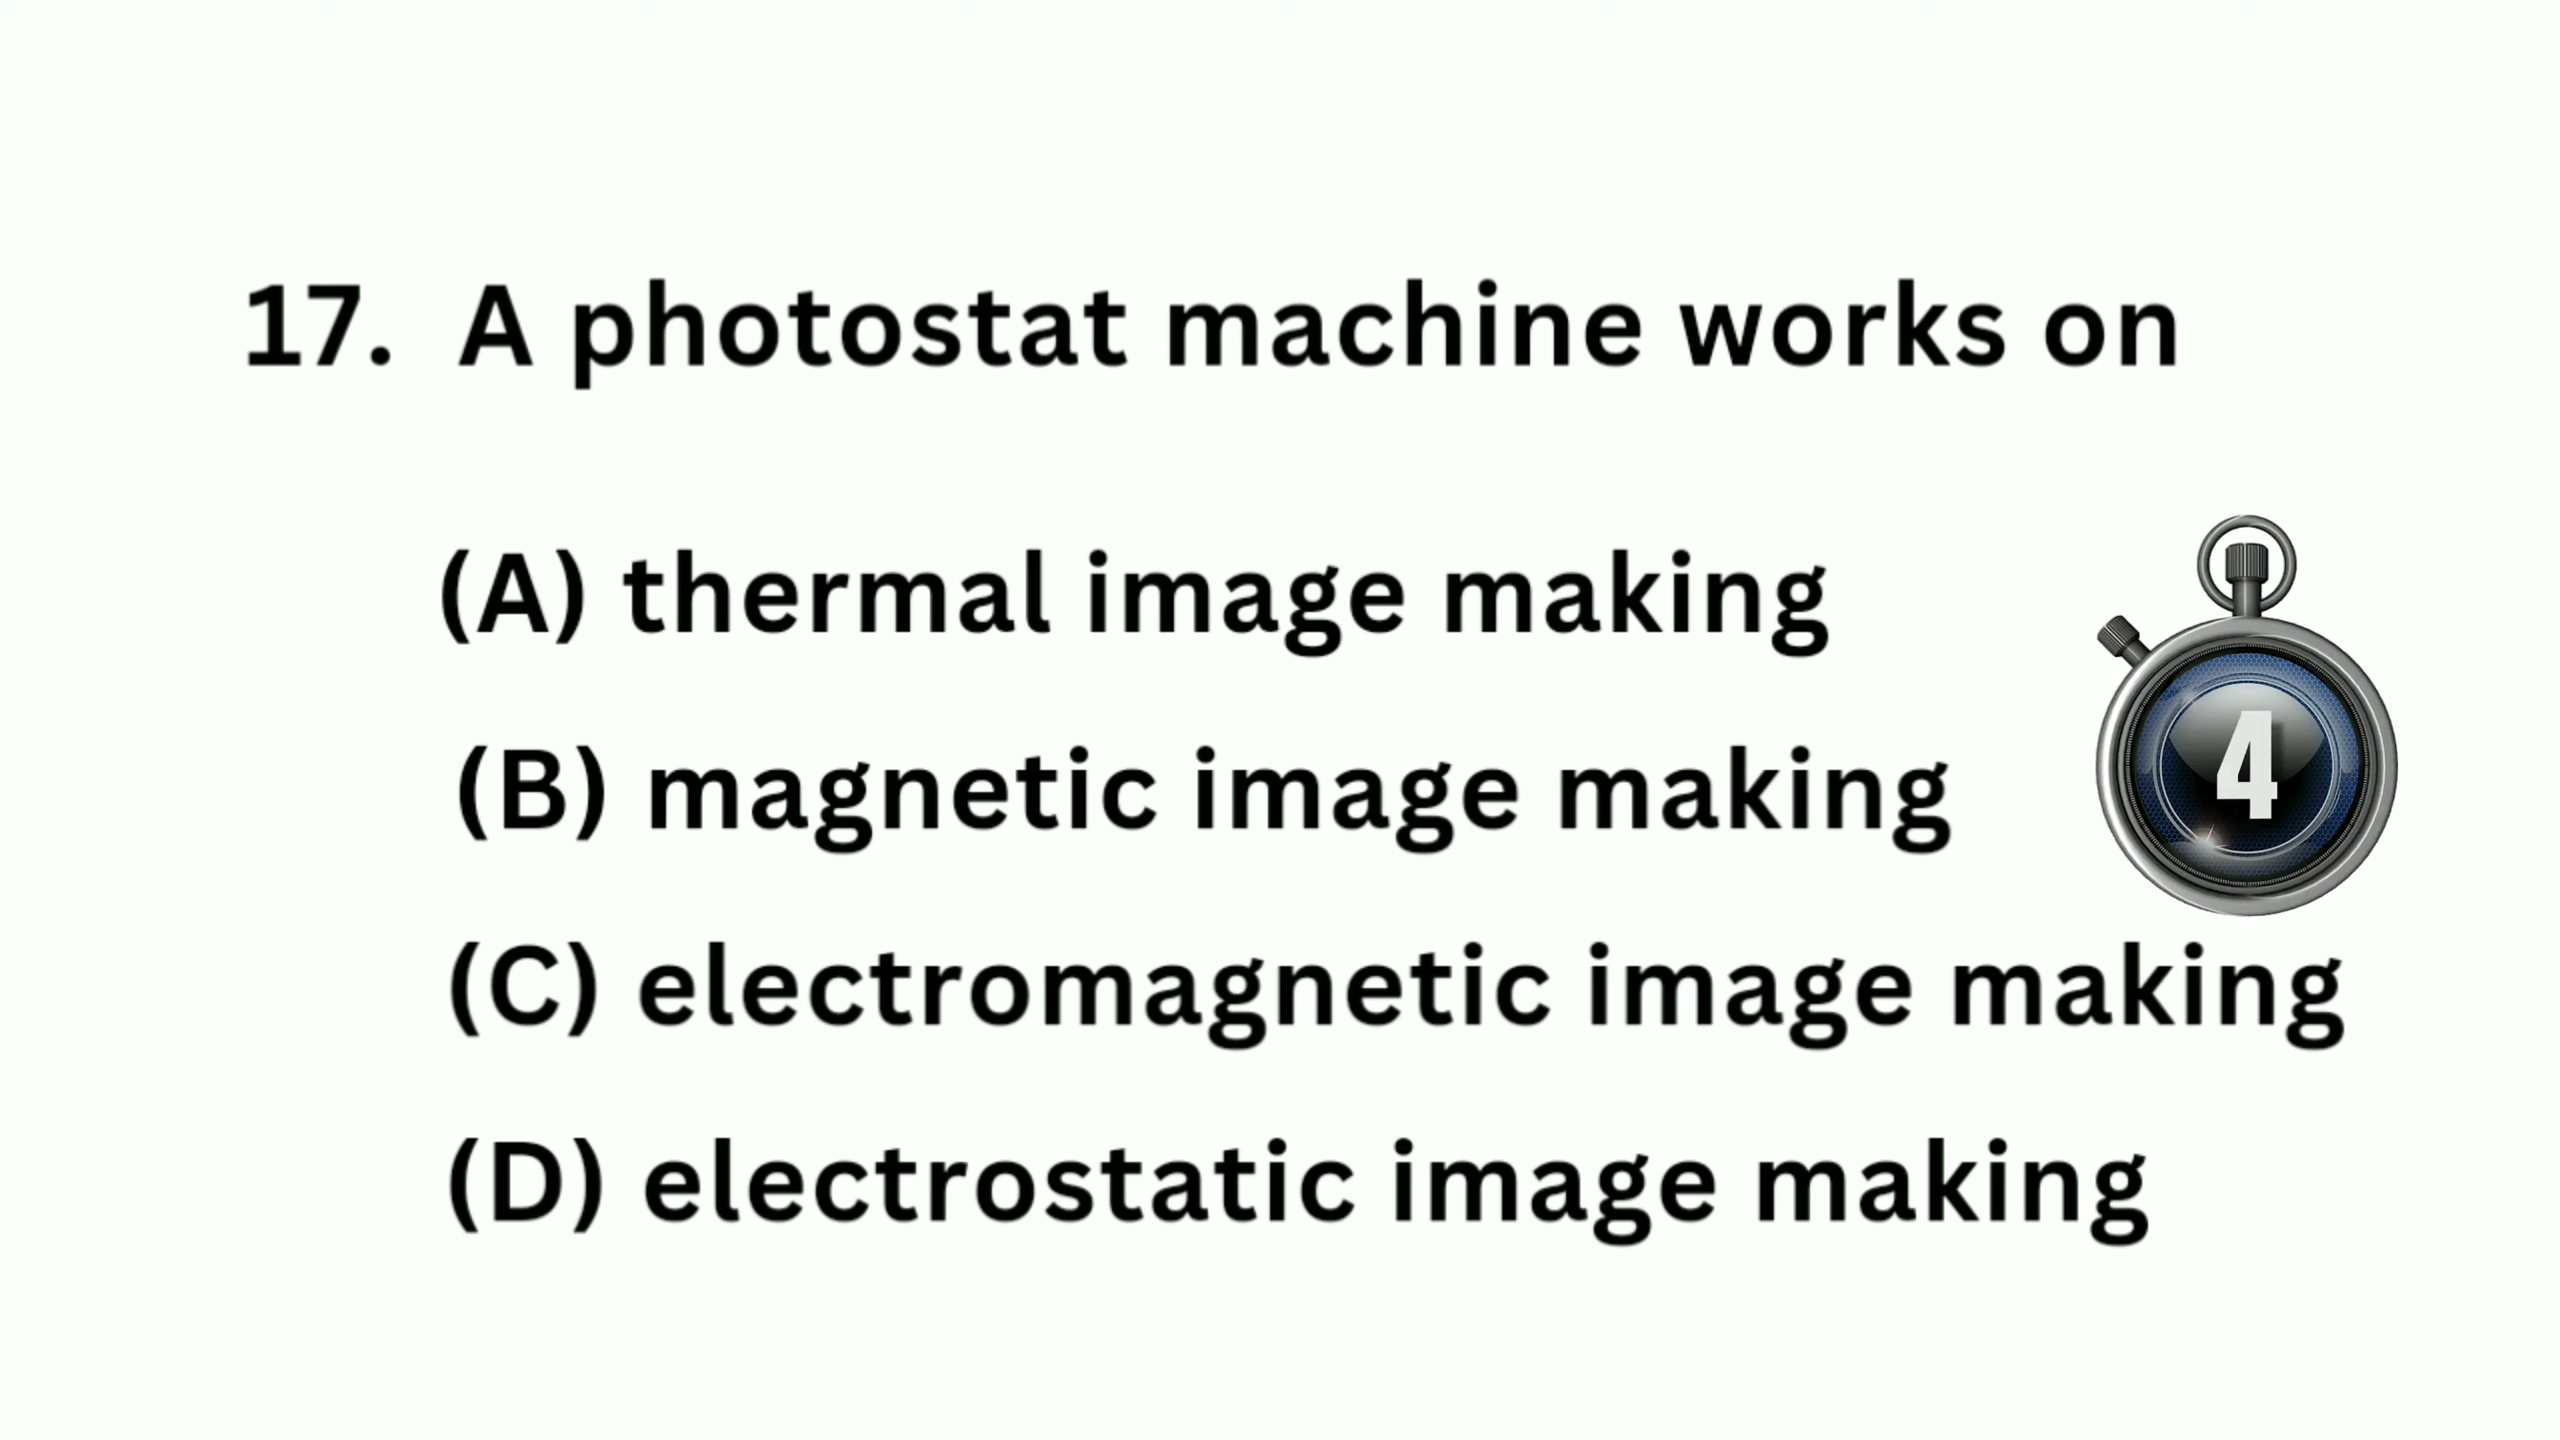 17. A photostat machine works on
(A) thermal image making
(B) magnetic image making
4
(C) electromagnetic image making
(D) electrostatic image making